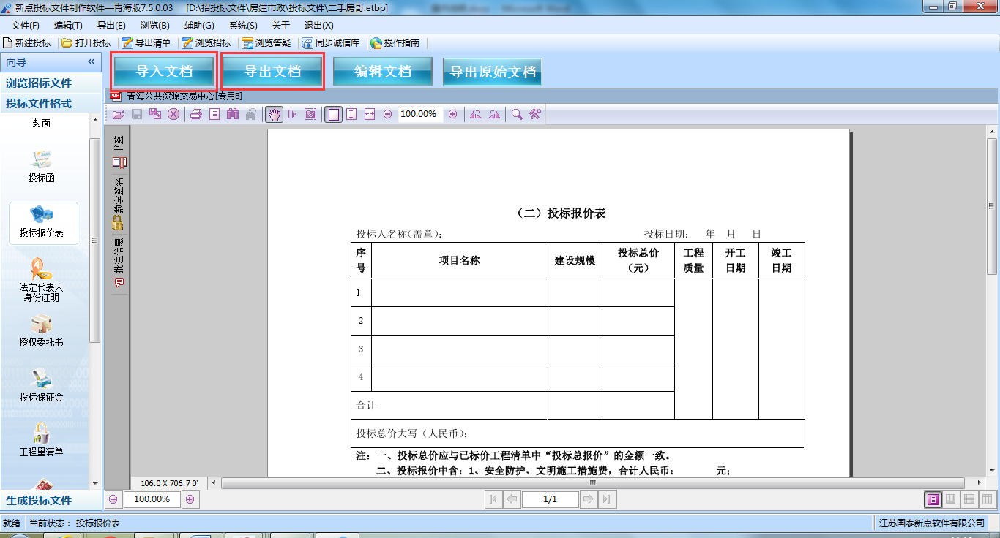 新点投标文件制作软件—青海版7.5.0.03 [D:\招投标文件\房建市政\投标文件\二手房哥.etbp]
文件(F) 编辑(T) 导出(E) 浏览(B) 辅助(G) 系统(S) 关于 退出(X)
新建投标 打开投标 导出清单 浏览招标 浏览答疑 同步诚信库 操作指南
向导 «
导入文档 导出文档 编辑文档 导出原始文档
浏览招标文件
投标文件格式
青海公共资源交易中心[专用B]
100.00%
封面
投标函
投标报价表
法定代表人
身份证明
授权委托书
投标保证金
工程量清单
生成投标文件
书签
数字签名
批注信息
（二）投标报价表
投标人名称(盖章)： 投标日期： 年 月 日
序号 项目名称 建设规模 投标总价（元） 工程质量 开工日期 竣工日期
1
2
3
4
合计
投标总价大写（人民币）：
注：一、投标总价应与已标价工程清单中“投标总报价”的金额一致。
二、投标报价中含：1、安全防护、文明施工措施费，合计人民币： 元；
106.0 X 706.7 0'
100.00% 1/1
就绪 当前状态： 投标报价表 江苏国泰新点软件有限公司